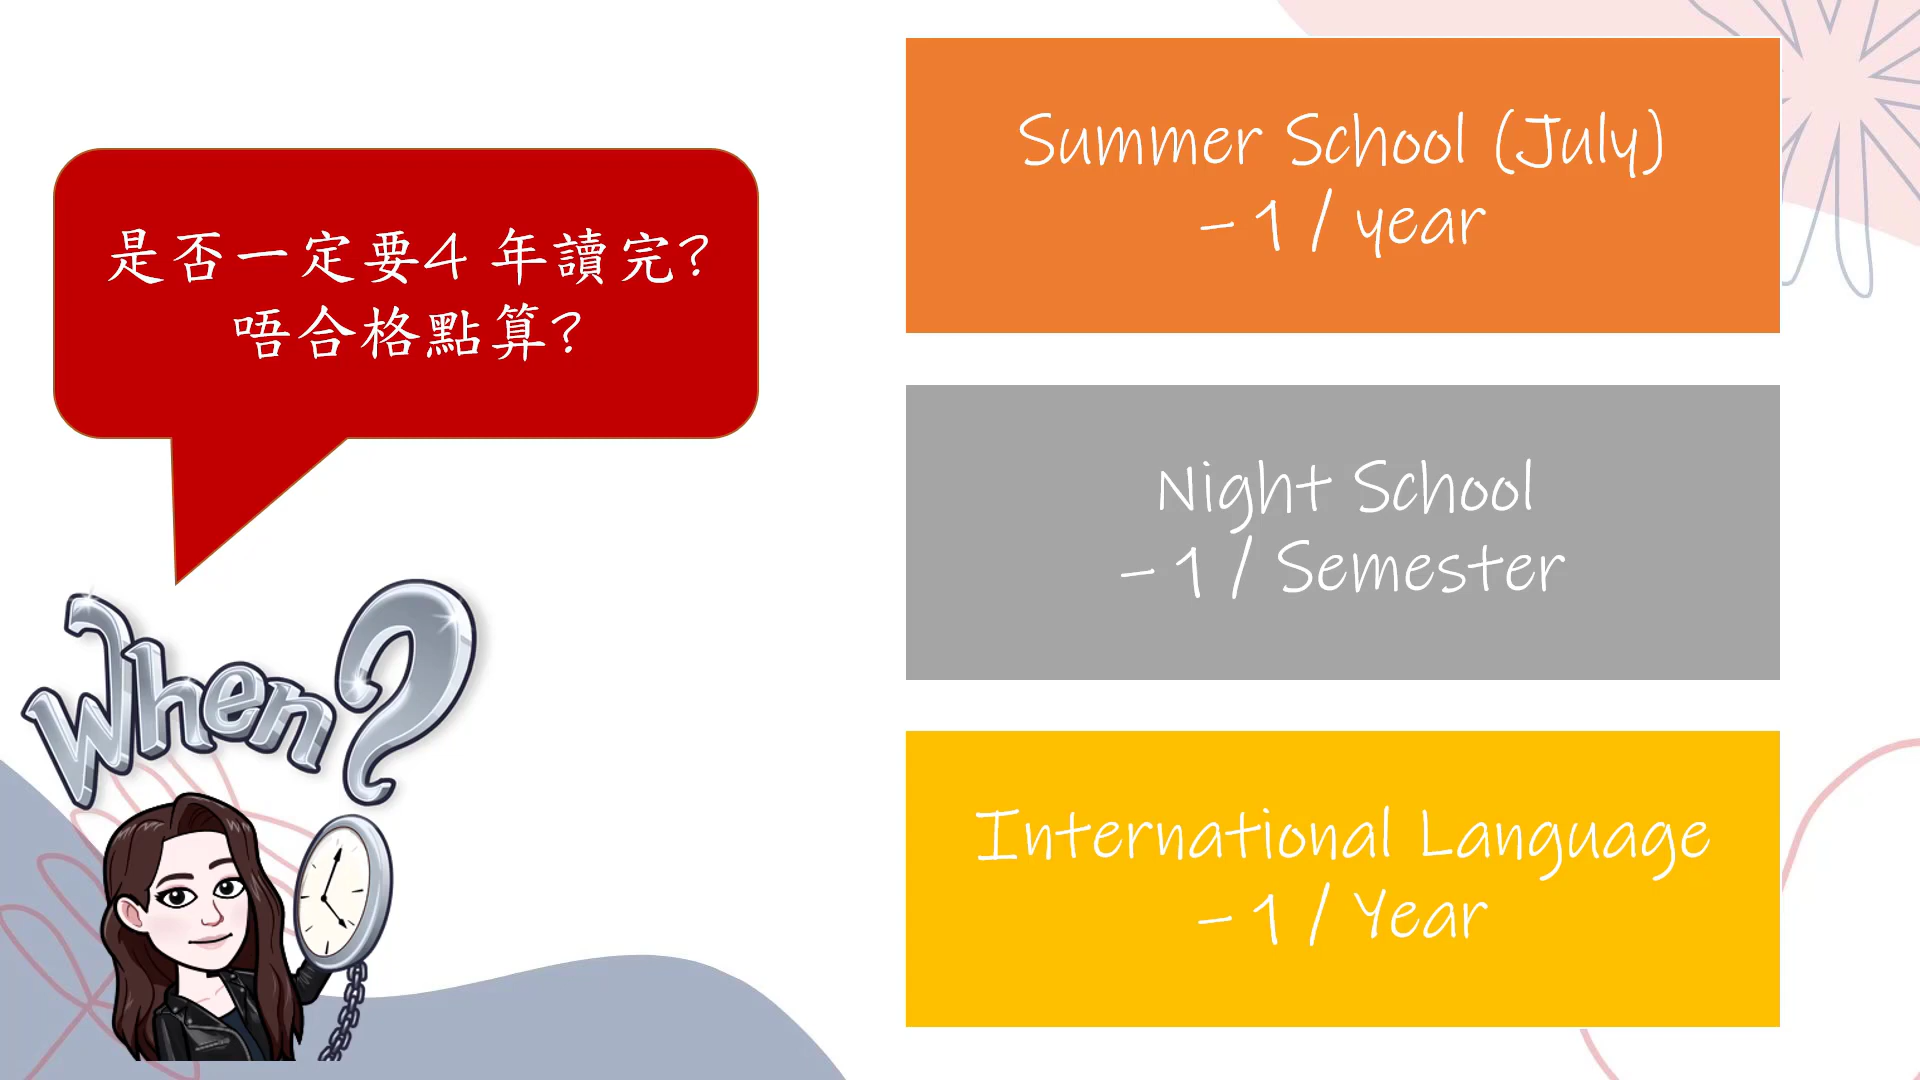 是否一定要4 年讀完?
唔合格點算?
When?
Summer School (July)
- 1 / year
Night School
- 1 / Semester
International Language
- 1 / Year